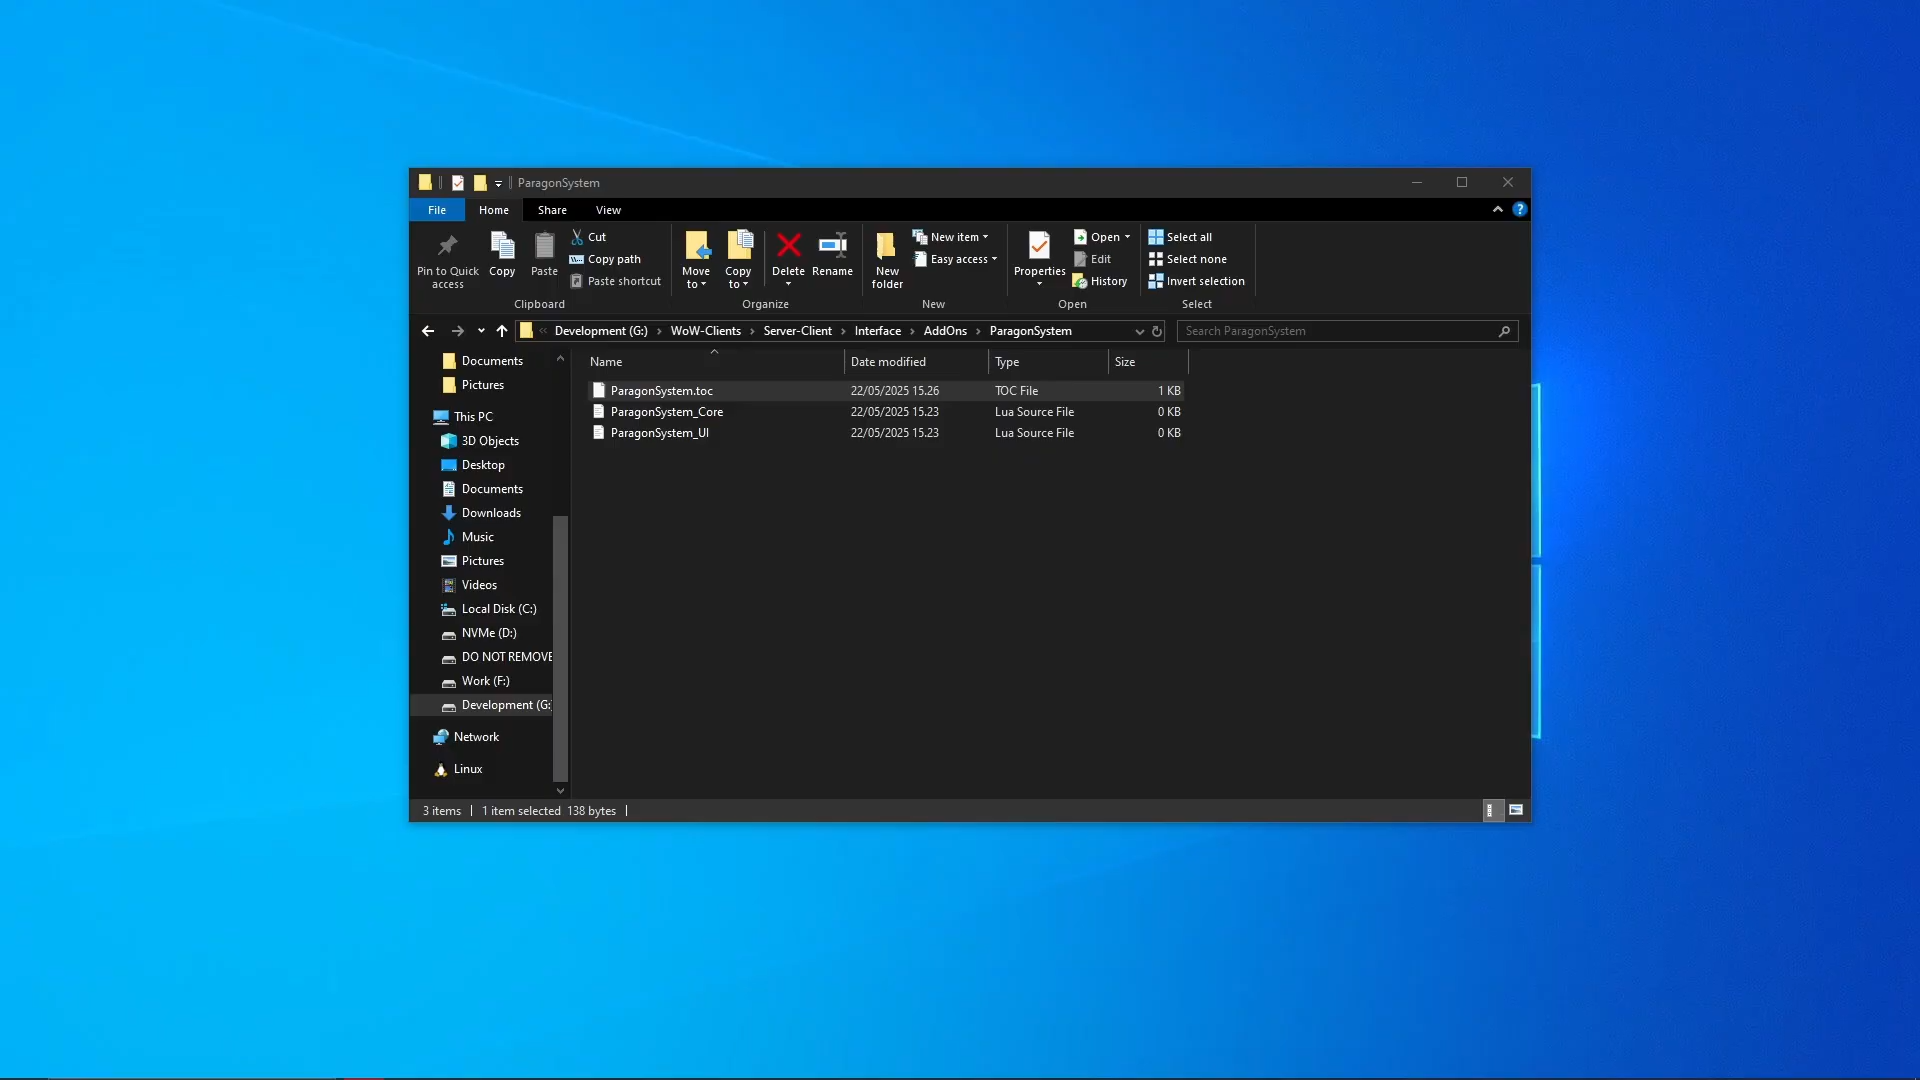 ParagonSystem
File Home Share View
Pin to Quick access
Copy
Paste
Cut
Copy path
Paste shortcut
Clipboard
Move to
Copy to
Delete
Rename
Organize
New folder
New item
Easy access
New
Properties
Open
Edit
History
Open
Select all
Select none
Invert selection
Select
« Development (G:) › WoW-Clients › Server-Client › Interface › AddOns › ParagonSystem
Search ParagonSystem
Documents
Pictures
This PC
3D Objects
Desktop
Documents
Downloads
Music
Pictures
Videos
Local Disk (C:)
NVMe (D:)
DO NOT REMOVE
Work (F:)
Development (G:
Network
Linux
Name Date modified Type Size
ParagonSystem.toc 22/05/2025 15.26 TOC File 1 KB
ParagonSystem_Core 22/05/2025 15.23 Lua Source File 0 KB
ParagonSystem_UI 22/05/2025 15.23 Lua Source File 0 KB
3 items 1 item selected 138 bytes